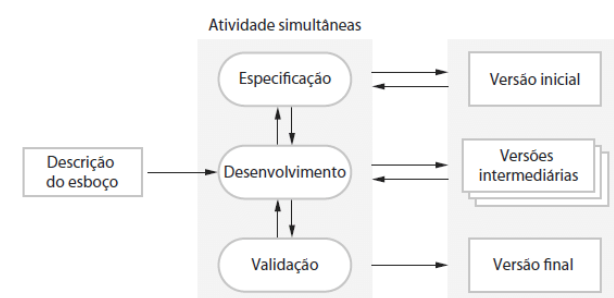 Atividade simultâneas
Especificação
Versão inicial
Descrição
do esboço
Desenvolvimento
Versões
intermediárias
Validação
Versão final